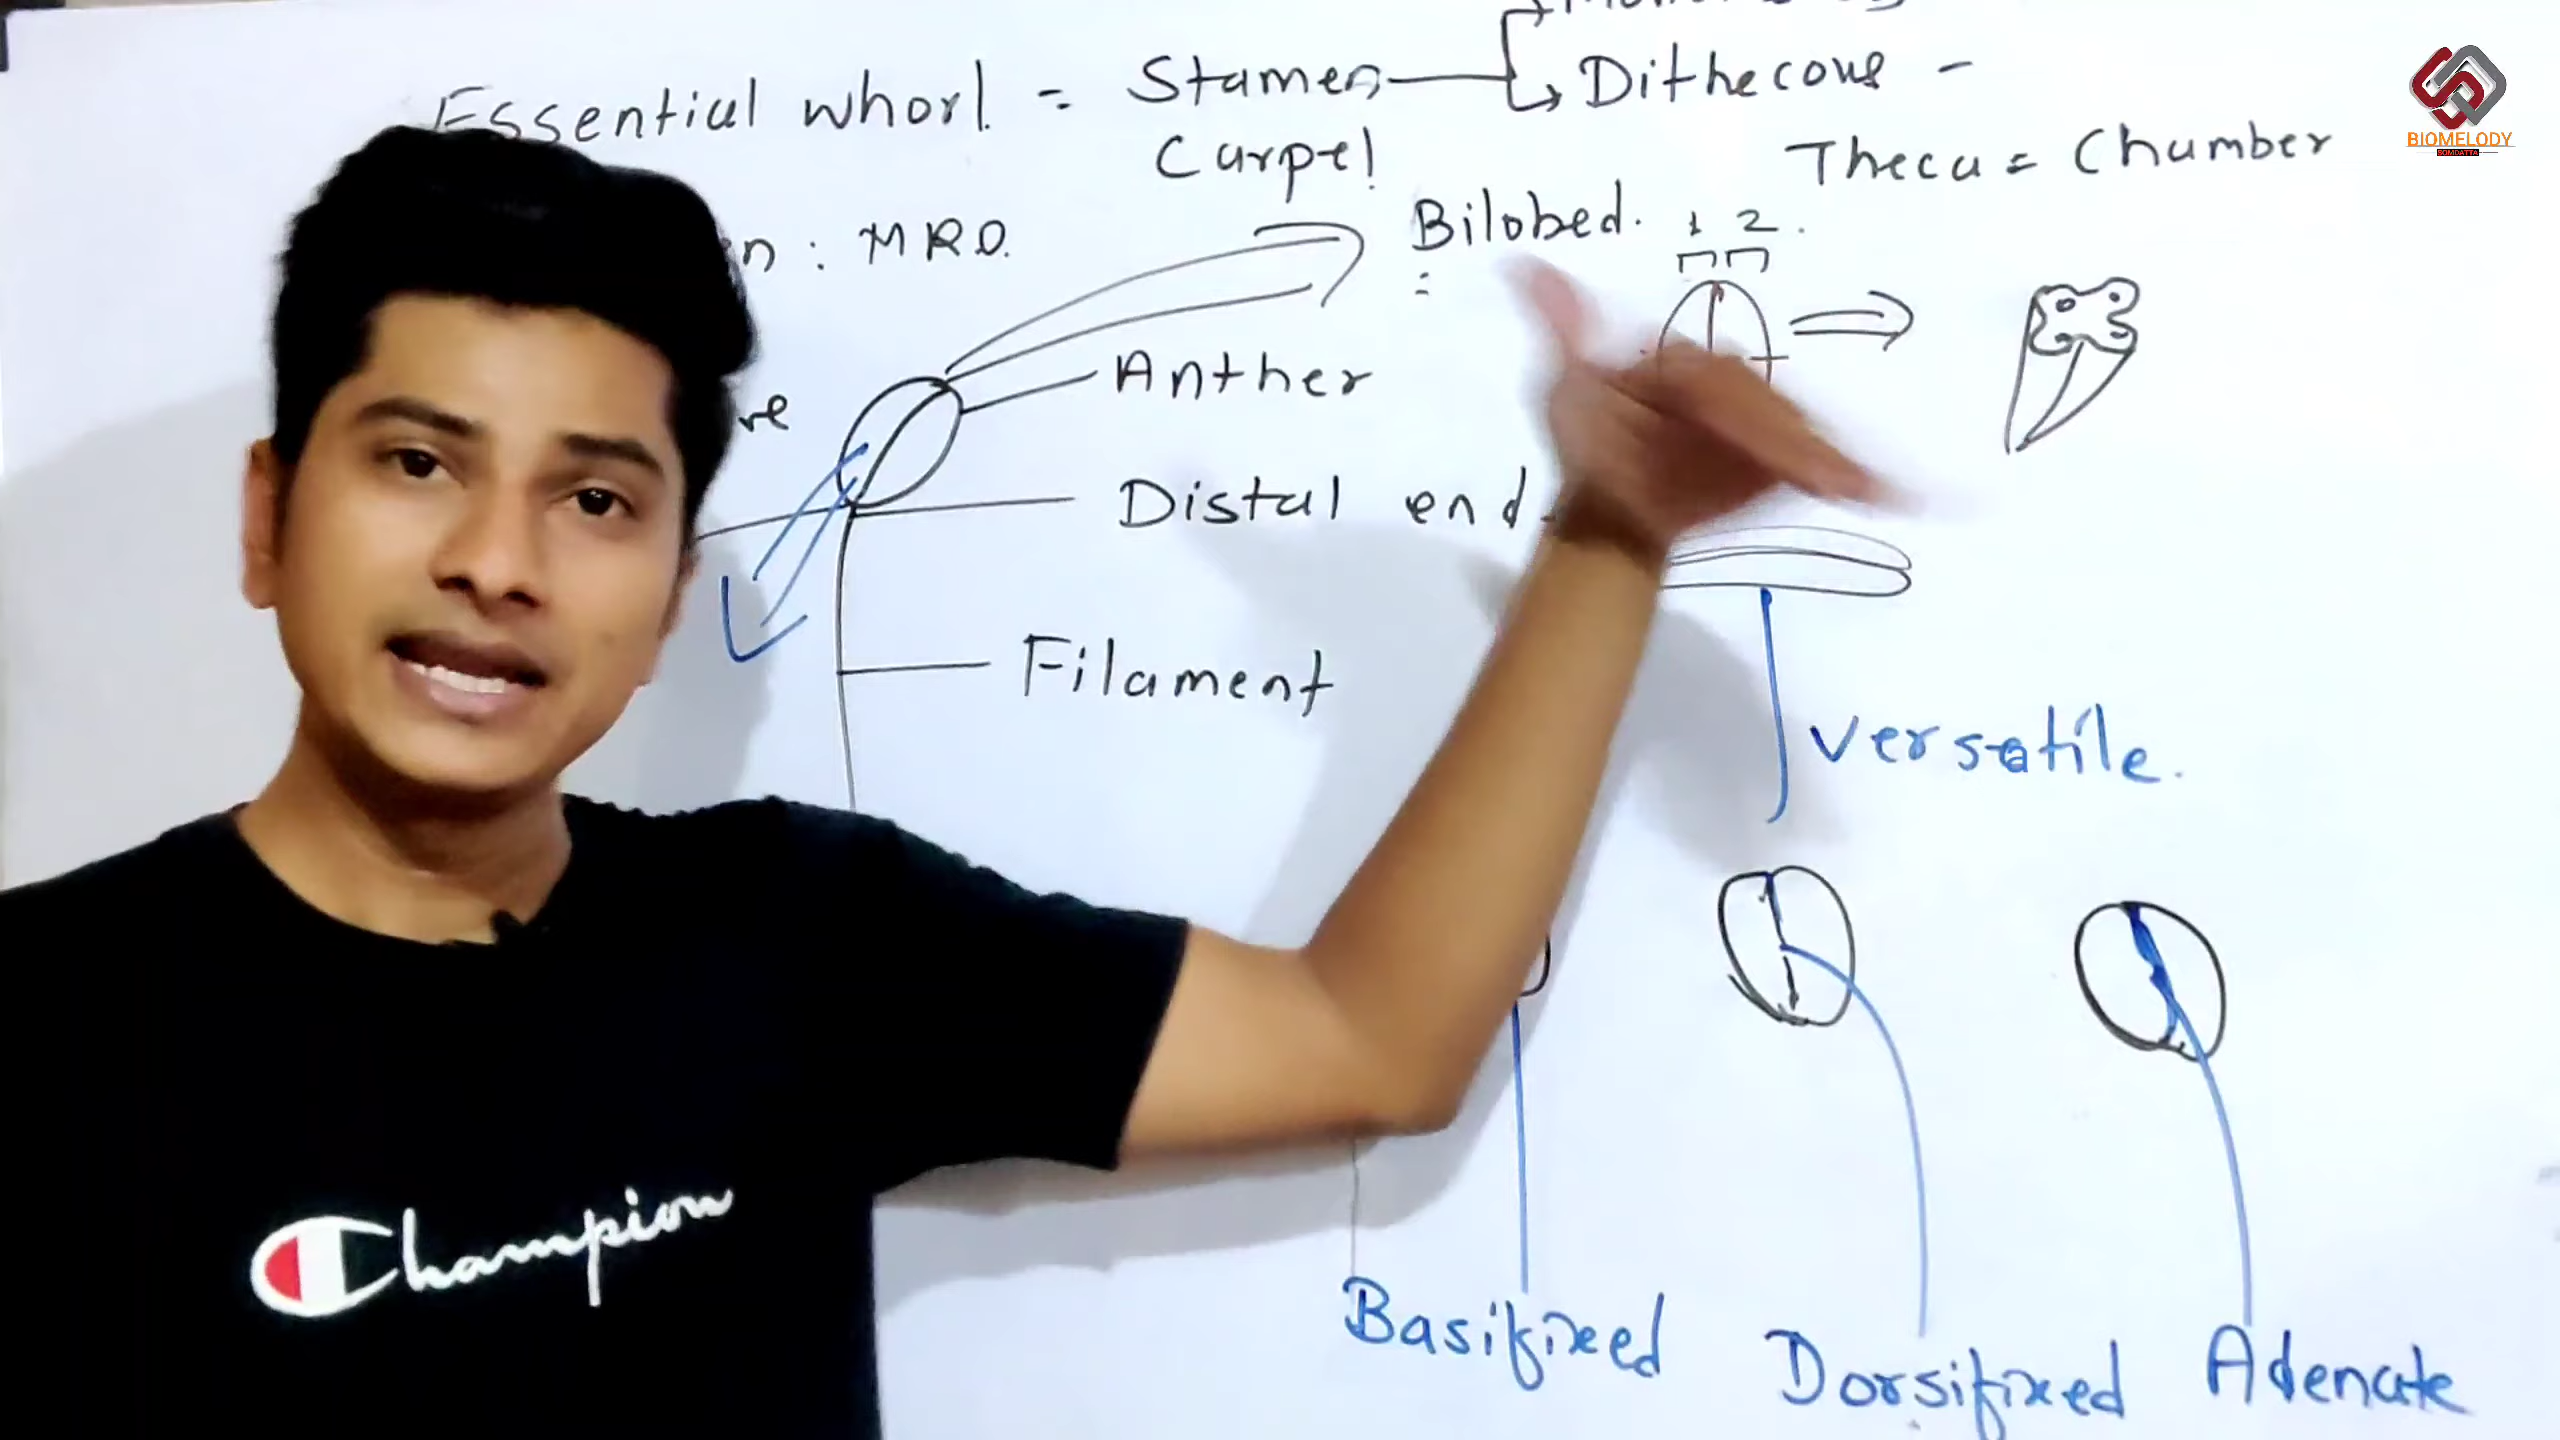 Essential whorl = Stamen
Dithecous -
Carpel
Theca = Chamber
: MRD.
Bilobed. 1 2.
=
Anther
Distal end.
Filament
Versatile.
Basifixed
Dorsifixed
Adenate
Champion
BIOMELODY
SOMDATTA